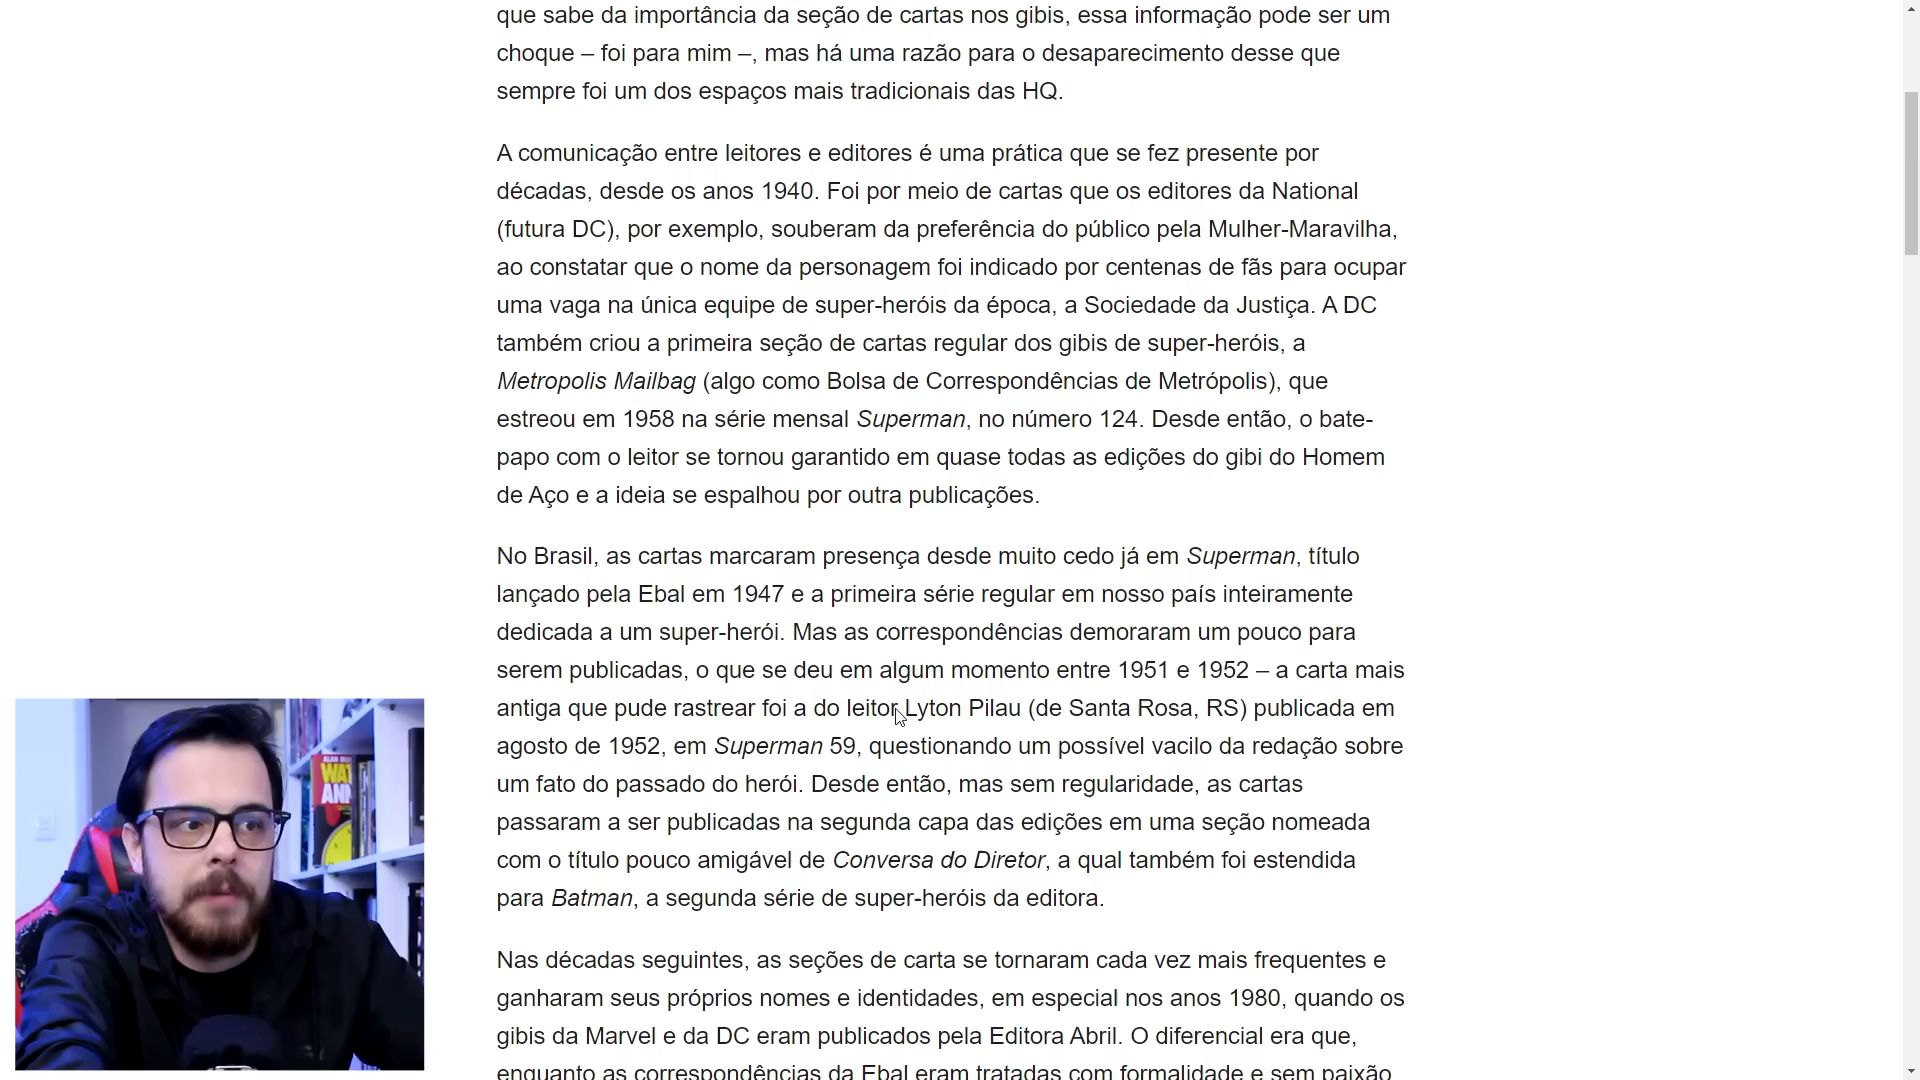 que sabe da importância da seção de cartas nos gibis, essa informação pode ser um
choque – foi para mim –, mas há uma razão para o desaparecimento desse que
sempre foi um dos espaços mais tradicionais das HQ.
A comunicação entre leitores e editores é uma prática que se fez presente por
décadas, desde os anos 1940. Foi por meio de cartas que os editores da National
(futura DC), por exemplo, souberam da preferência do público pela Mulher-Maravilha,
ao constatar que o nome da personagem foi indicado por centenas de fãs para ocupar
uma vaga na única equipe de super-heróis da época, a Sociedade da Justiça. A DC
também criou a primeira seção de cartas regular dos gibis de super-heróis, a
Metropolis Mailbag (algo como Bolsa de Correspondências de Metrópolis), que
estreou em 1958 na série mensal Superman, no número 124. Desde então, o bate-
papo com o leitor se tornou garantido em quase todas as edições do gibi do Homem
de Aço e a ideia se espalhou por outra publicações.
No Brasil, as cartas marcaram presença desde muito cedo já em Superman, título
lançado pela Ebal em 1947 e a primeira série regular em nosso país inteiramente
dedicada a um super-herói. Mas as correspondências demoraram um pouco para
serem publicadas, o que se deu em algum momento entre 1951 e 1952 – a carta mais
antiga que pude rastrear foi a do leitor Lyton Pilau (de Santa Rosa, RS) publicada em
agosto de 1952, em Superman 59, questionando um possível vacilo da redação sobre
um fato do passado do herói. Desde então, mas sem regularidade, as cartas
passaram a ser publicadas na segunda capa das edições em uma seção nomeada
com o título pouco amigável de Conversa do Diretor, a qual também foi estendida
para Batman, a segunda série de super-heróis da editora.
Nas décadas seguintes, as seções de carta se tornaram cada vez mais frequentes e
ganharam seus próprios nomes e identidades, em especial nos anos 1980, quando os
gibis da Marvel e da DC eram publicados pela Editora Abril. O diferencial era que,
enquanto as correspondências da Ebal eram tratadas com formalidade e sem paixão